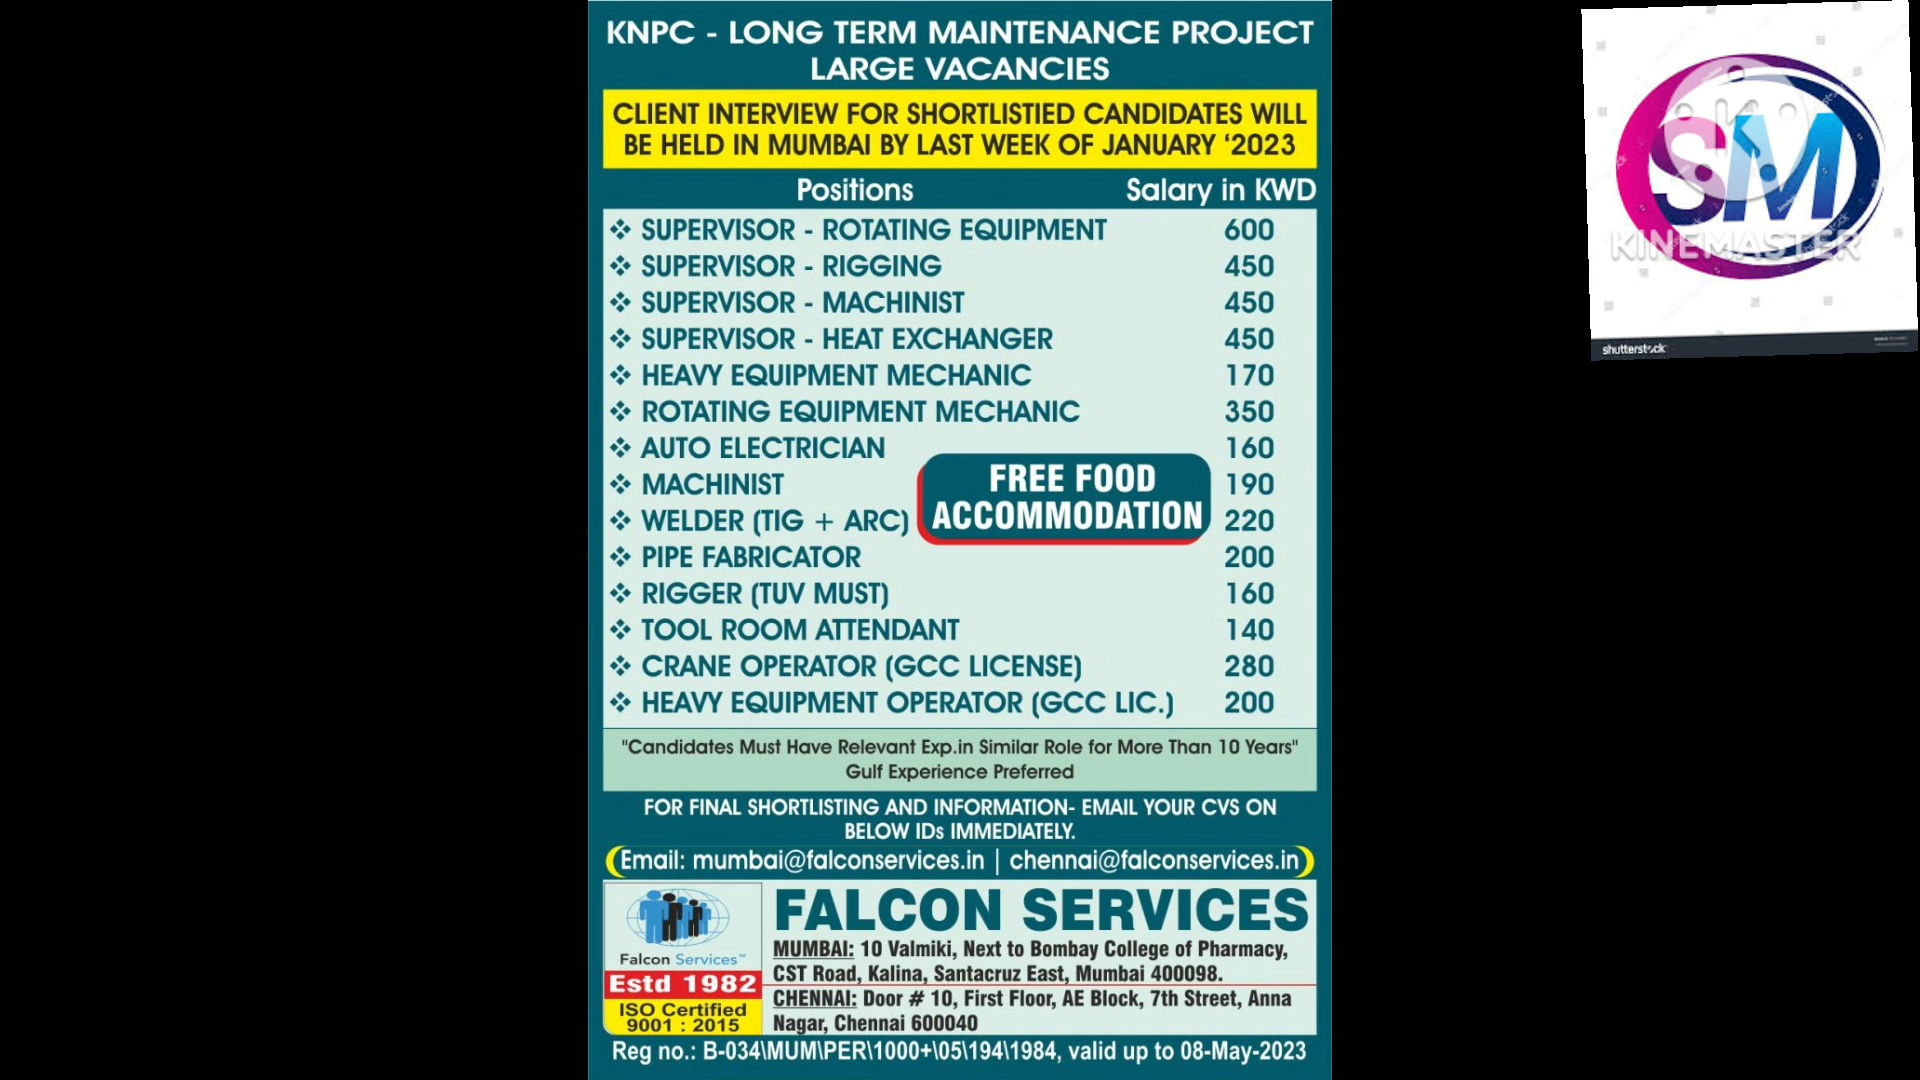 KNPC - LONG TERM MAINTENANCE PROJECT
LARGE VACANCIES
CLIENT INTERVIEW FOR SHORTLISTIED CANDIDATES WILL
BE HELD IN MUMBAI BY LAST WEEK OF JANUARY ‘2023
Positions Salary in KWD
❖ SUPERVISOR - ROTATING EQUIPMENT 600
❖ SUPERVISOR - RIGGING 450
❖ SUPERVISOR - MACHINIST 450
❖ SUPERVISOR - HEAT EXCHANGER 450
❖ HEAVY EQUIPMENT MECHANIC 170
❖ ROTATING EQUIPMENT MECHANIC 350
❖ AUTO ELECTRICIAN 160
❖ MACHINIST 190
❖ WELDER (TIG + ARC) 220
❖ PIPE FABRICATOR 200
❖ RIGGER (TUV MUST) 160
❖ TOOL ROOM ATTENDANT 140
❖ CRANE OPERATOR (GCC LICENSE) 280
❖ HEAVY EQUIPMENT OPERATOR (GCC LIC.) 200
FREE FOOD
ACCOMMODATION
"Candidates Must Have Relevant Exp.in Similar Role for More Than 10 Years"
Gulf Experience Preferred
FOR FINAL SHORTLISTING AND INFORMATION- EMAIL YOUR CVS ON
BELOW IDs IMMEDIATELY.
Email: mumbai@falconservices.in | chennai@falconservices.in
Falcon Services™
Estd 1982
ISO Certified
9001 : 2015
FALCON SERVICES
MUMBAI: 10 Valmiki, Next to Bombay College of Pharmacy,
CST Road, Kalina, Santacruz East, Mumbai 400098.
CHENNAI: Door # 10, First Floor, AE Block, 7th Street, Anna
Nagar, Chennai 600040
Reg no.: B-034\MUM\PER\1000+\05\194\1984, valid up to 08-May-2023
SM
K
KINEMASTER
shutterstock